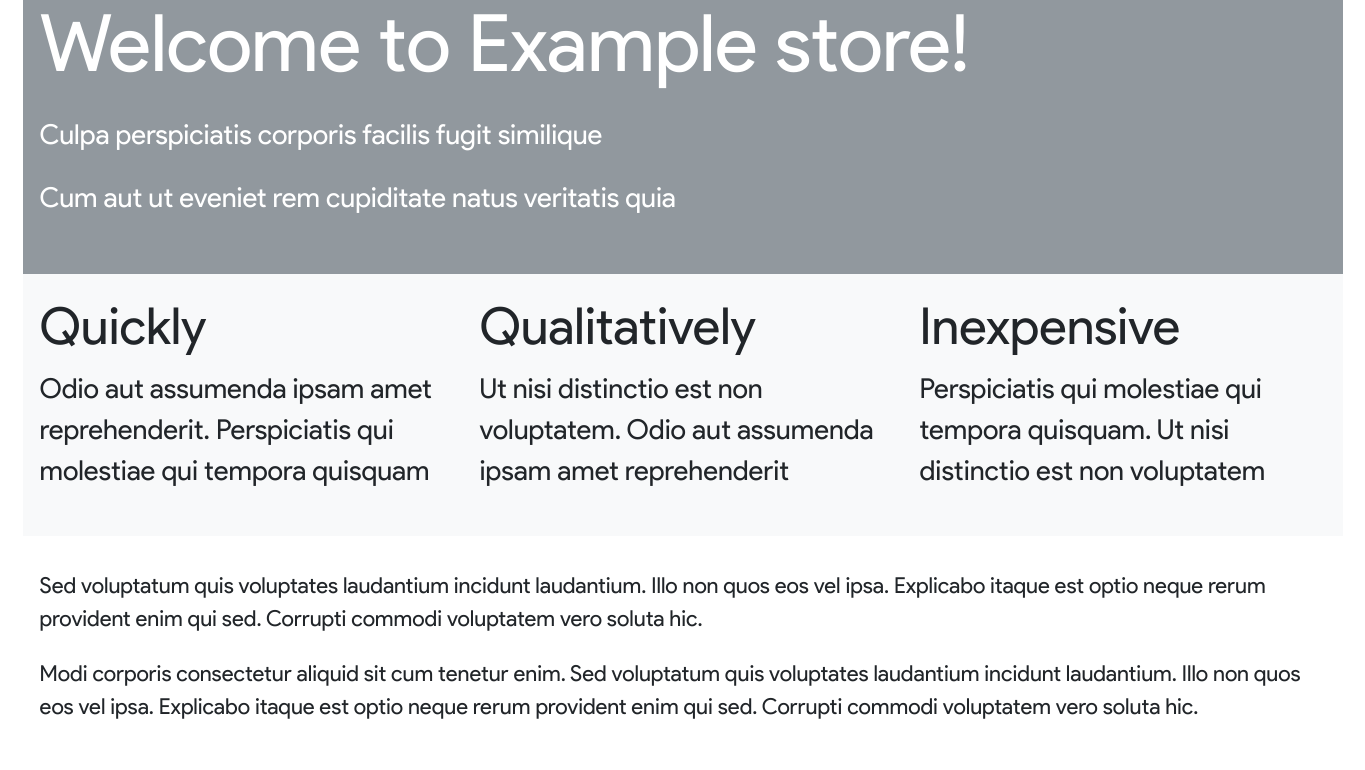 Welcome to Example store!
Culpa perspiciatis corporis facilis fugit similique
Cum aut ut eveniet rem cupiditate natus veritatis quia
Quickly
Odio aut assumenda ipsam amet
reprehenderit. Perspiciatis qui
molestiae qui tempora quisquam
Qualitatively
Ut nisi distinctio est non
voluptatem. Odio aut assumenda
ipsam amet reprehenderit
Inexpensive
Perspiciatis qui molestiae qui
tempora quisquam. Ut nisi
distinctio est non voluptatem
Sed voluptatum quis voluptates laudantium incidunt laudantium. Illo non quos eos vel ipsa. Explicabo itaque est optio neque rerum
provident enim qui sed. Corrupti commodi voluptatem vero soluta hic.
Modi corporis consectetur aliquid sit cum tenetur enim. Sed voluptatum quis voluptates laudantium incidunt laudantium. Illo non quos
eos vel ipsa. Explicabo itaque est optio neque rerum provident enim qui sed. Corrupti commodi voluptatem vero soluta hic.